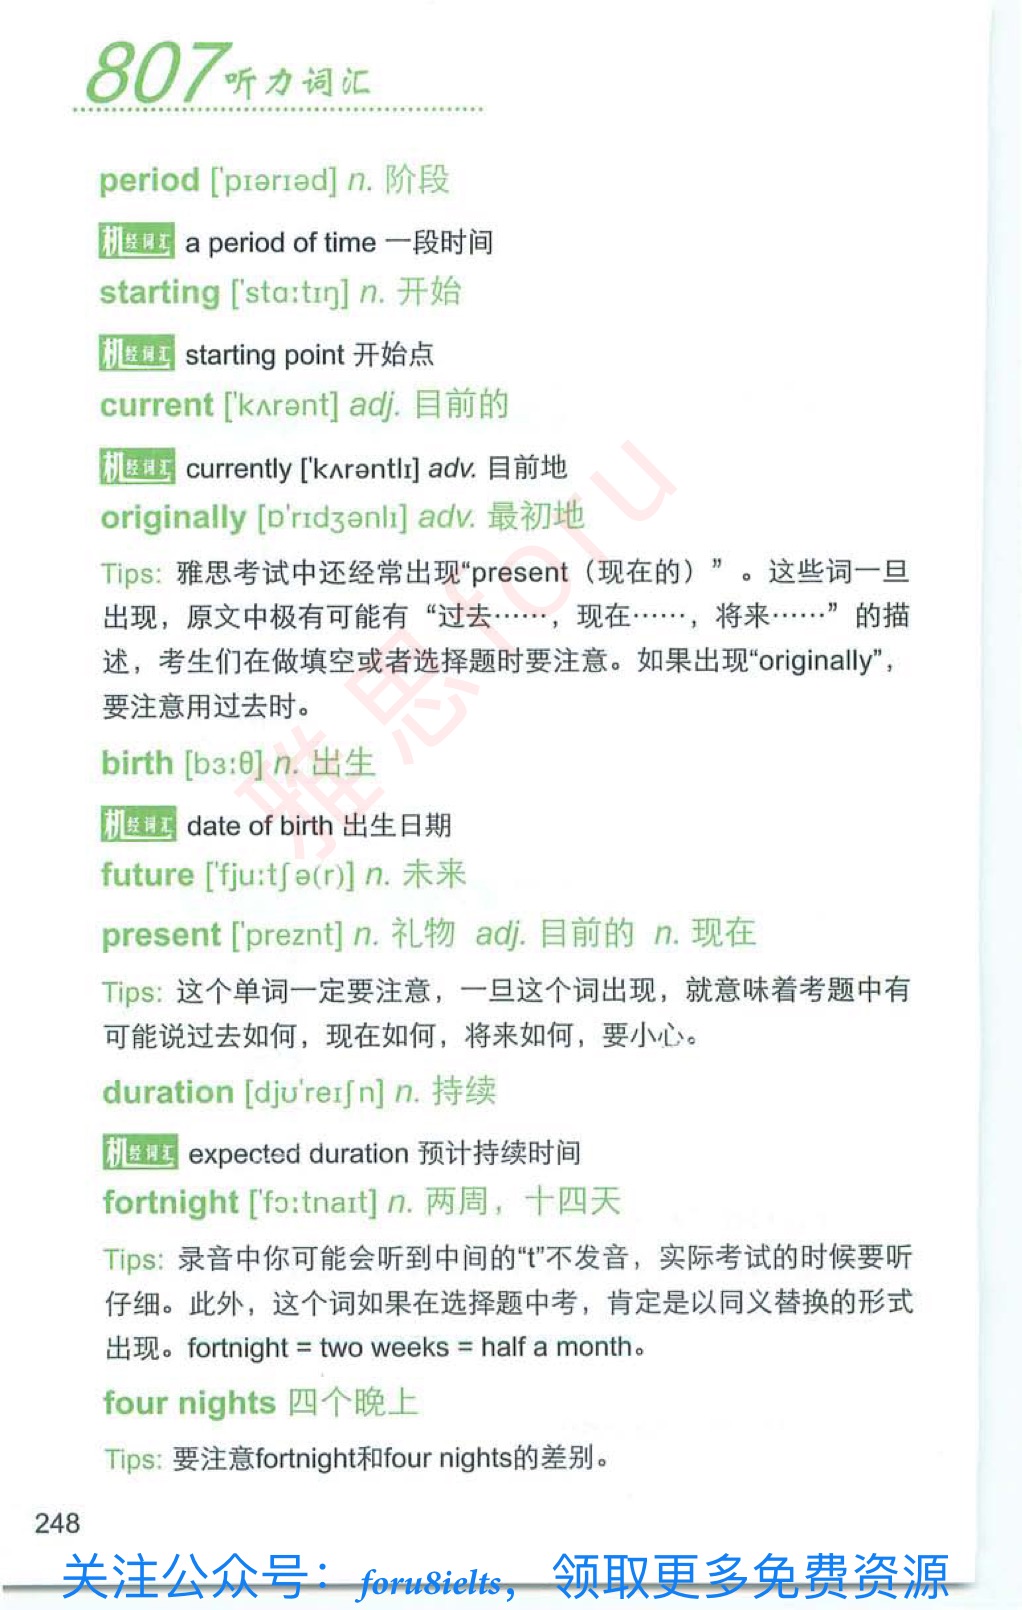 807听力词汇
period ['pɪərɪəd] n. 阶段
机经词汇 a period of time 一段时间
starting ['stɑːtɪŋ] n. 开始
机经词汇 starting point 开始点
current ['kʌrənt] adj. 目前的
机经词汇 currently ['kʌrəntlɪ] adv. 目前地
originally [ɒ'rɪdʒənlɪ] adv. 最初地
Tips: 雅思考试中还经常出现“present（现在的）”。这些词一旦
出现，原文中极有可能有“过去……，现在……，将来……”的描
述，考生们在做填空或者选择题时要注意。如果出现“originally”，
要注意用过去时。
birth [bɜːθ] n. 出生
机经词汇 date of birth 出生日期
future ['fjuːtʃə(r)] n. 未来
present ['preznt] n. 礼物 adj. 目前的 n. 现在
Tips: 这个单词一定要注意，一旦这个词出现，就意味着考题中有
可能说过去如何，现在如何，将来如何，要小心。
duration [djʊ'reɪʃn] n. 持续
机经词汇 expected duration 预计持续时间
fortnight ['fɔːtnaɪt] n. 两周，十四天
Tips: 录音中你可能会听到中间的“t”不发音，实际考试的时候要听
仔细。此外，这个词如果在选择题中考，肯定是以同义替换的形式
出现。fortnight = two weeks = half a month。
four nights 四个晚上
Tips: 要注意fortnight和four nights的差别。
248
关注公众号：foru8ielts，领取更多免费资源
雅思foru